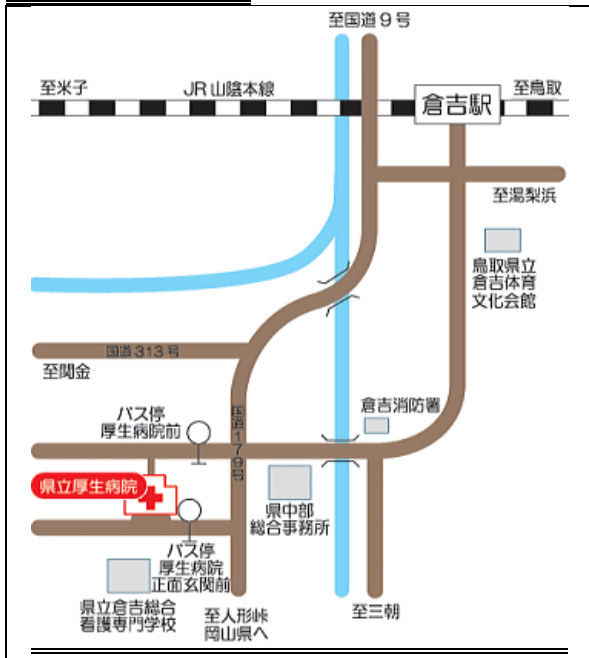 至国道9号
至米子
JR山陰本線
倉吉駅
至鳥取
至湯梨浜
鳥取県立
倉吉体育
文化会館
国道313号
至関金
バス停
厚生病院前
国道179号
倉吉消防署
県立厚生病院
県中部
総合事務所
バス停
厚生病院
正面玄関前
県立倉吉総合
看護専門学校
至人形峠
岡山県へ
至三朝